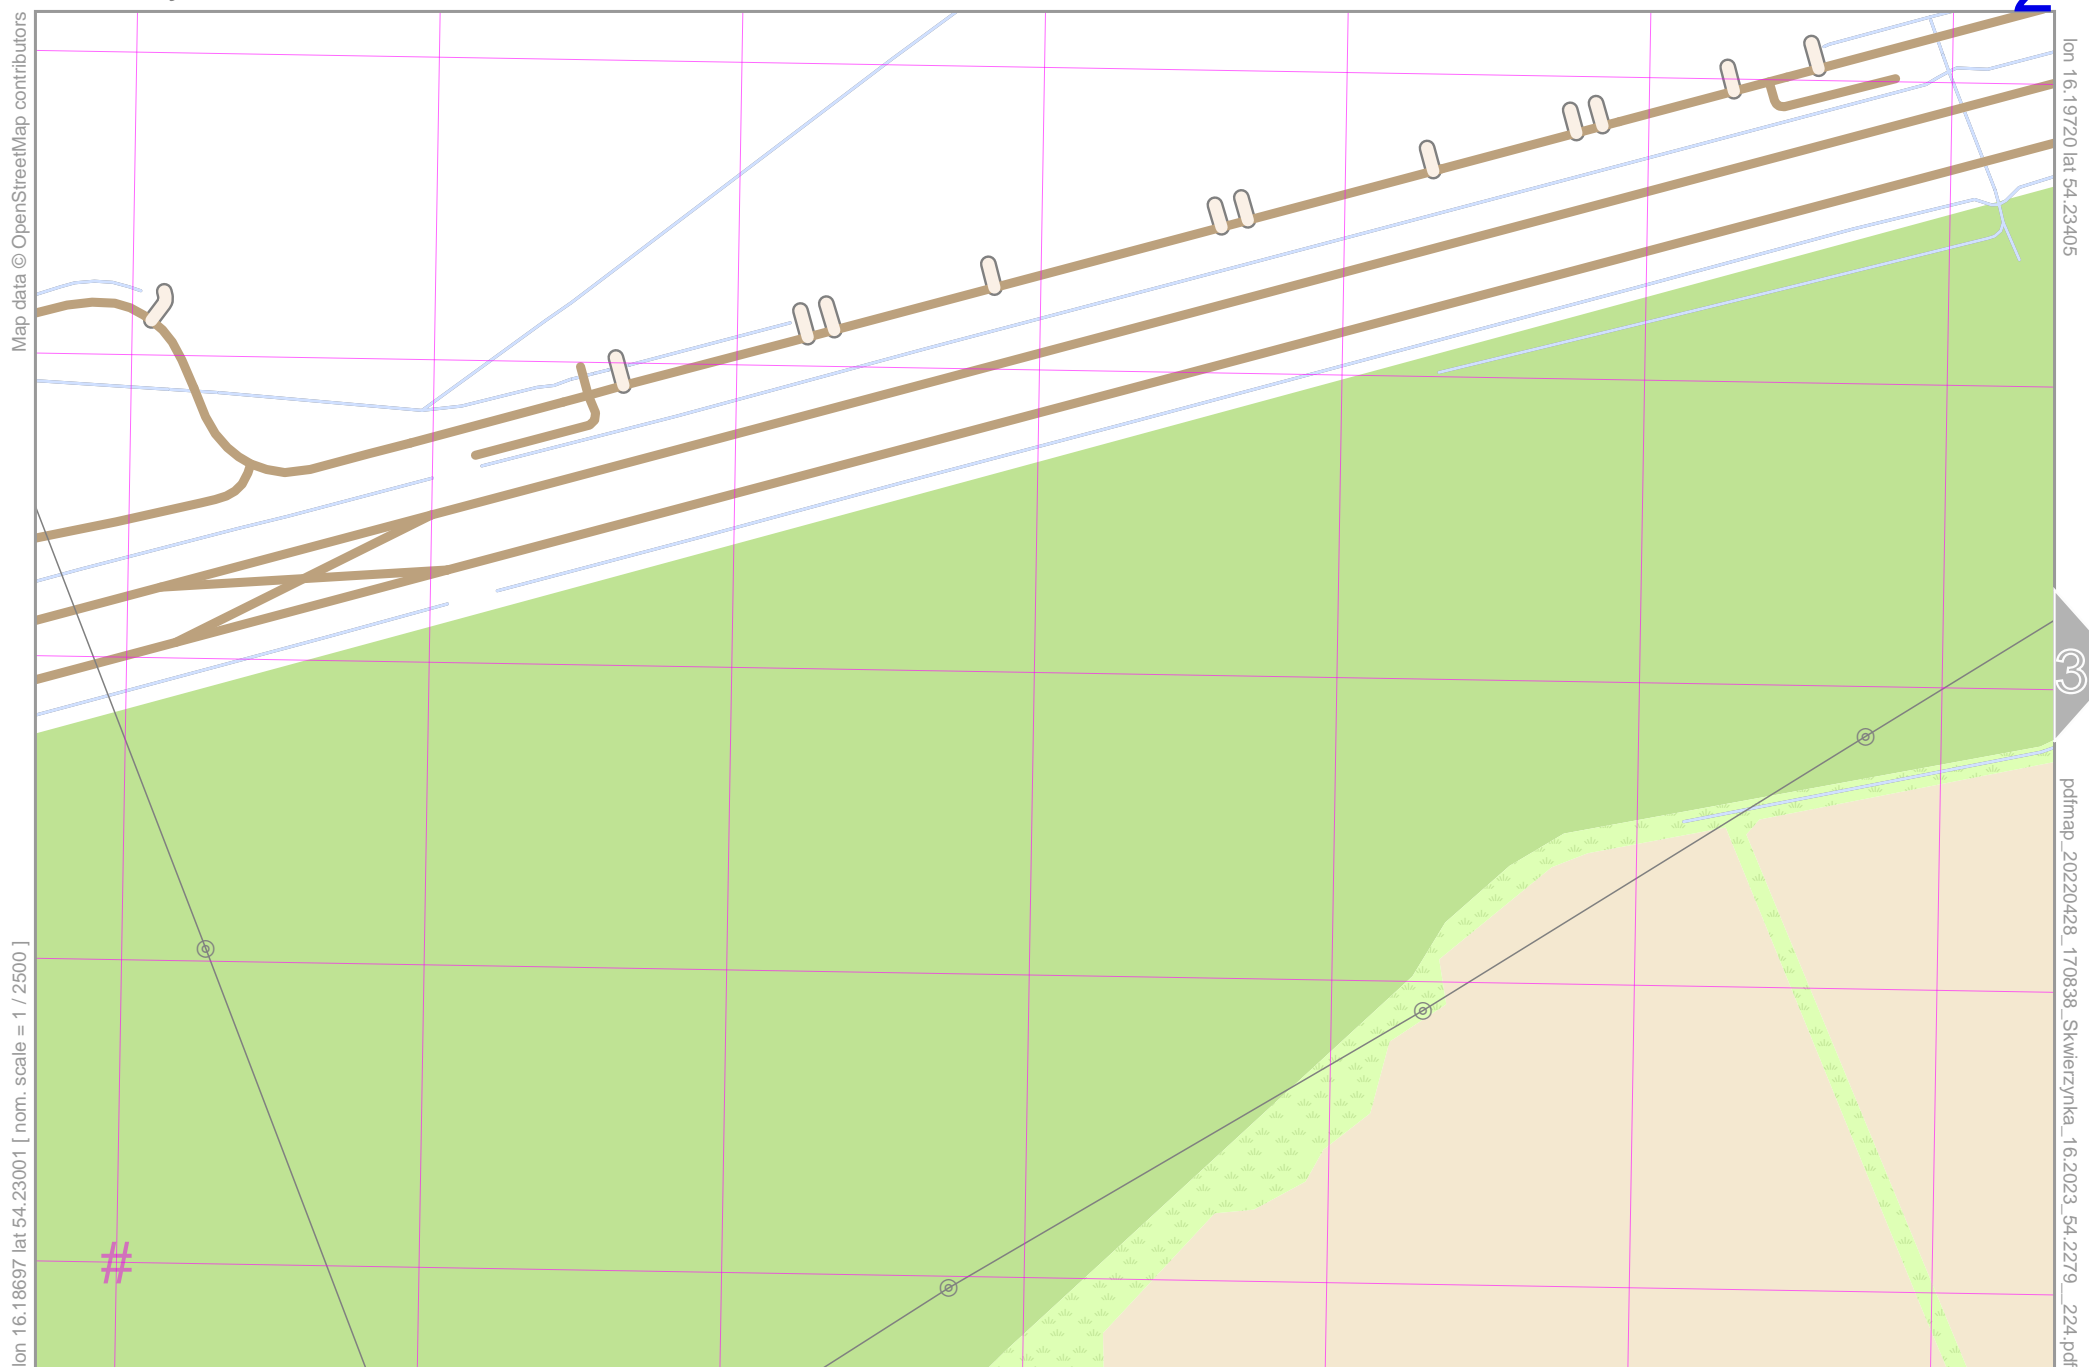 Map data © OpenStreetMap contributors
lon 16.19720 lat 54.23405
3
lon 16.18697 lat 54.23001 [ nom. scale = 1 / 2500 ]
pdfmap_20220428_170838_Skwierzynka_16.2023_54.2279__224.pdf
#